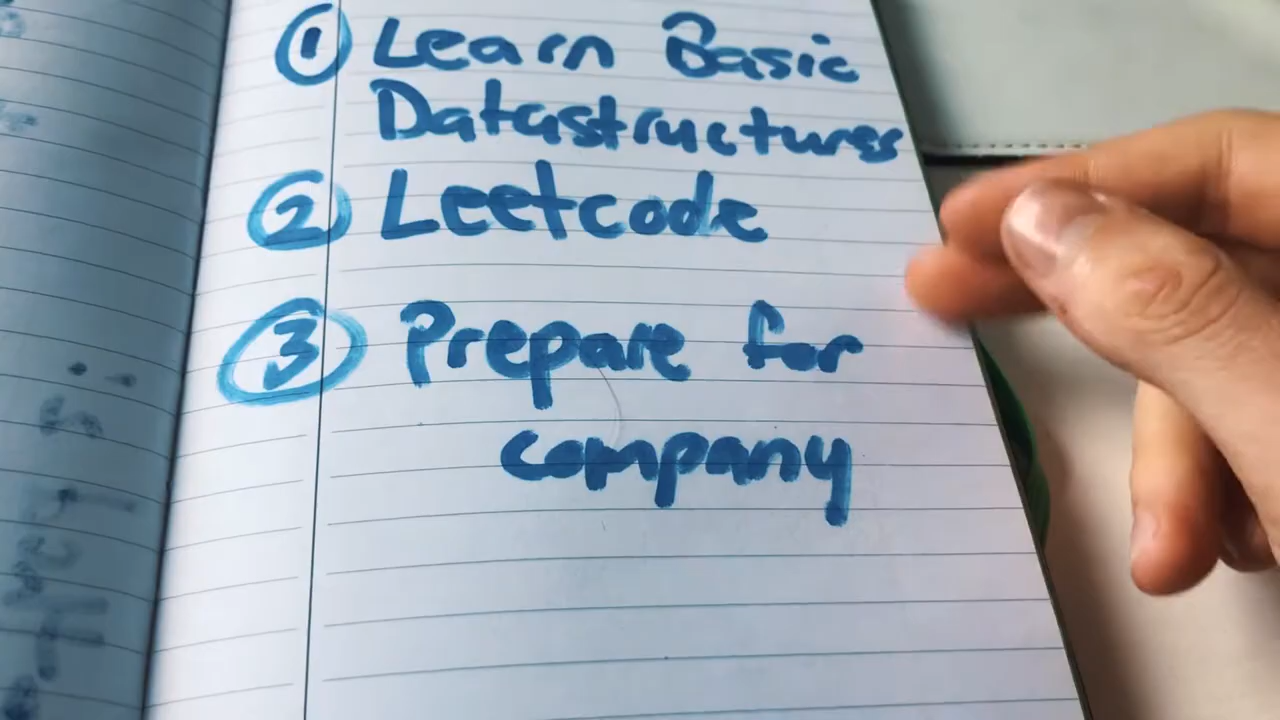 1 Learn Basic
Datastructures
2 Leetcode
3 Prepare for
company